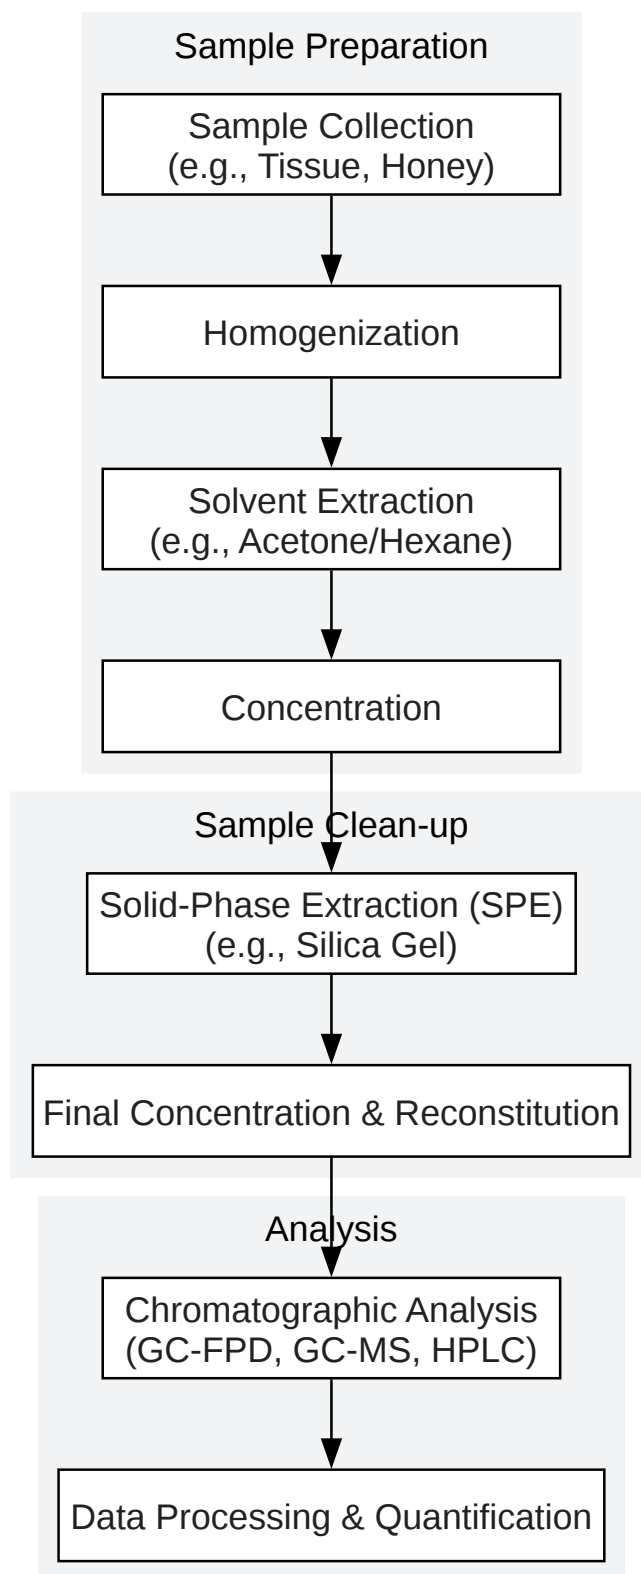 Sample Preparation
Sample Collection
(e.g., Tissue, Honey)
Homogenization
Solvent Extraction
(e.g., Acetone/Hexane)
Concentration
Sample Clean-up
Solid-Phase Extraction (SPE)
(e.g., Silica Gel)
Final Concentration & Reconstitution
Analysis
Chromatographic Analysis
(GC-FPD, GC-MS, HPLC)
Data Processing & Quantification